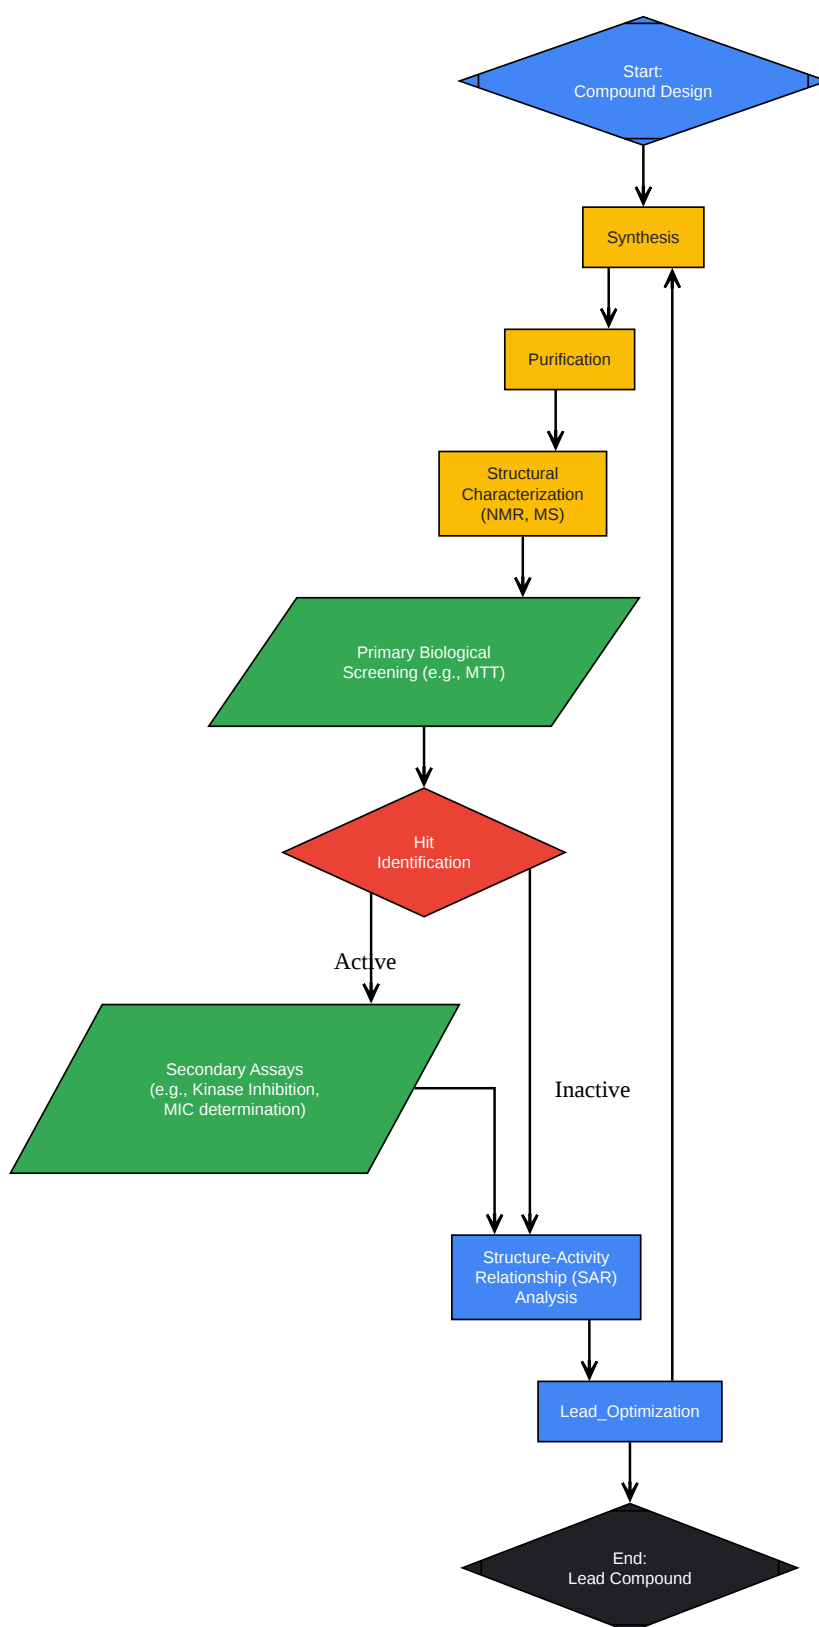 Start:
Compound Design
Synthesis
Purification
Structural
Characterization
(NMR, MS)
Primary Biological
Screening (e.g., MTT)
Hit
Identification
Active
Secondary Assays
(e.g., Kinase Inhibition,
MIC determination)
Inactive
Structure-Activity
Relationship (SAR)
Analysis
Lead_Optimization
End:
Lead Compound